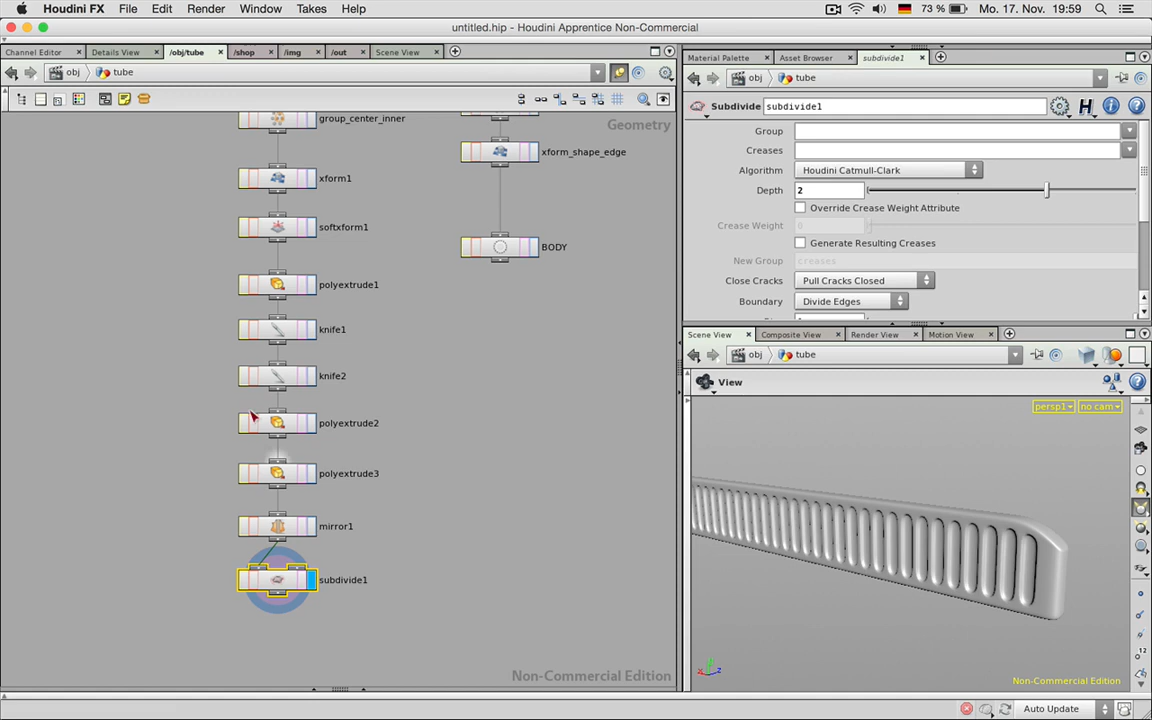 Houdini FX File Edit Render Windows Takes Help 73 % Mo. 17. Nov. 19:59
untitled.hip - Houdini Apprentice Non-Commercial
Channel Editor Details View /obj/tube /shop /img /out Scene View
obj tube
Geometry
group_center_inner
xform1
softxform1
polyextrude1
knife1
knife2
polyextrude2
polyextrude3
mirror1
subdivide1
xform_shape_edge
BODY
Non-Commercial Edition
Material Palette Asset Browser subdivide1
obj tube
Subdivide subdivide1
Group
Creases
Algorithm Houdini Catmull-Clark
Depth 2
Override Crease Weight Attribute
Crease Weight 0
Generate Resulting Creases
New Group creases
Close Cracks Pull Cracks Closed
Boundary Divide Edges
Scene View Composite View Render View Motion View
obj tube
View
persp1 no cam
12
Non-Commercial Edition
Auto Update